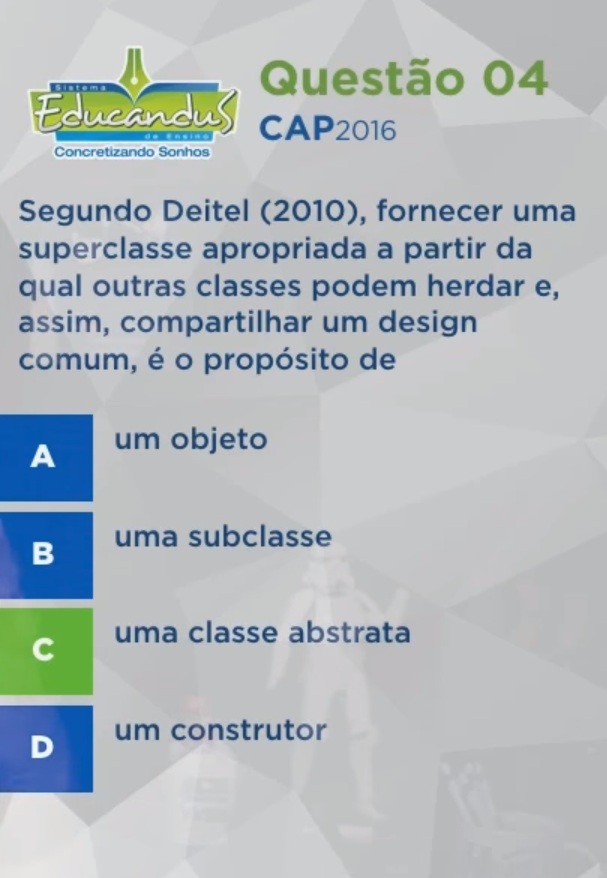 Sistema
EducanduS
de Ensino
Concretizando Sonhos
Questão 04
CAP2016
Segundo Deitel (2010), fornecer uma
superclasse apropriada a partir da
qual outras classes podem herdar e,
assim, compartilhar um design
comum, é o propósito de
A um objeto
B uma subclasse
C uma classe abstrata
D um construtor